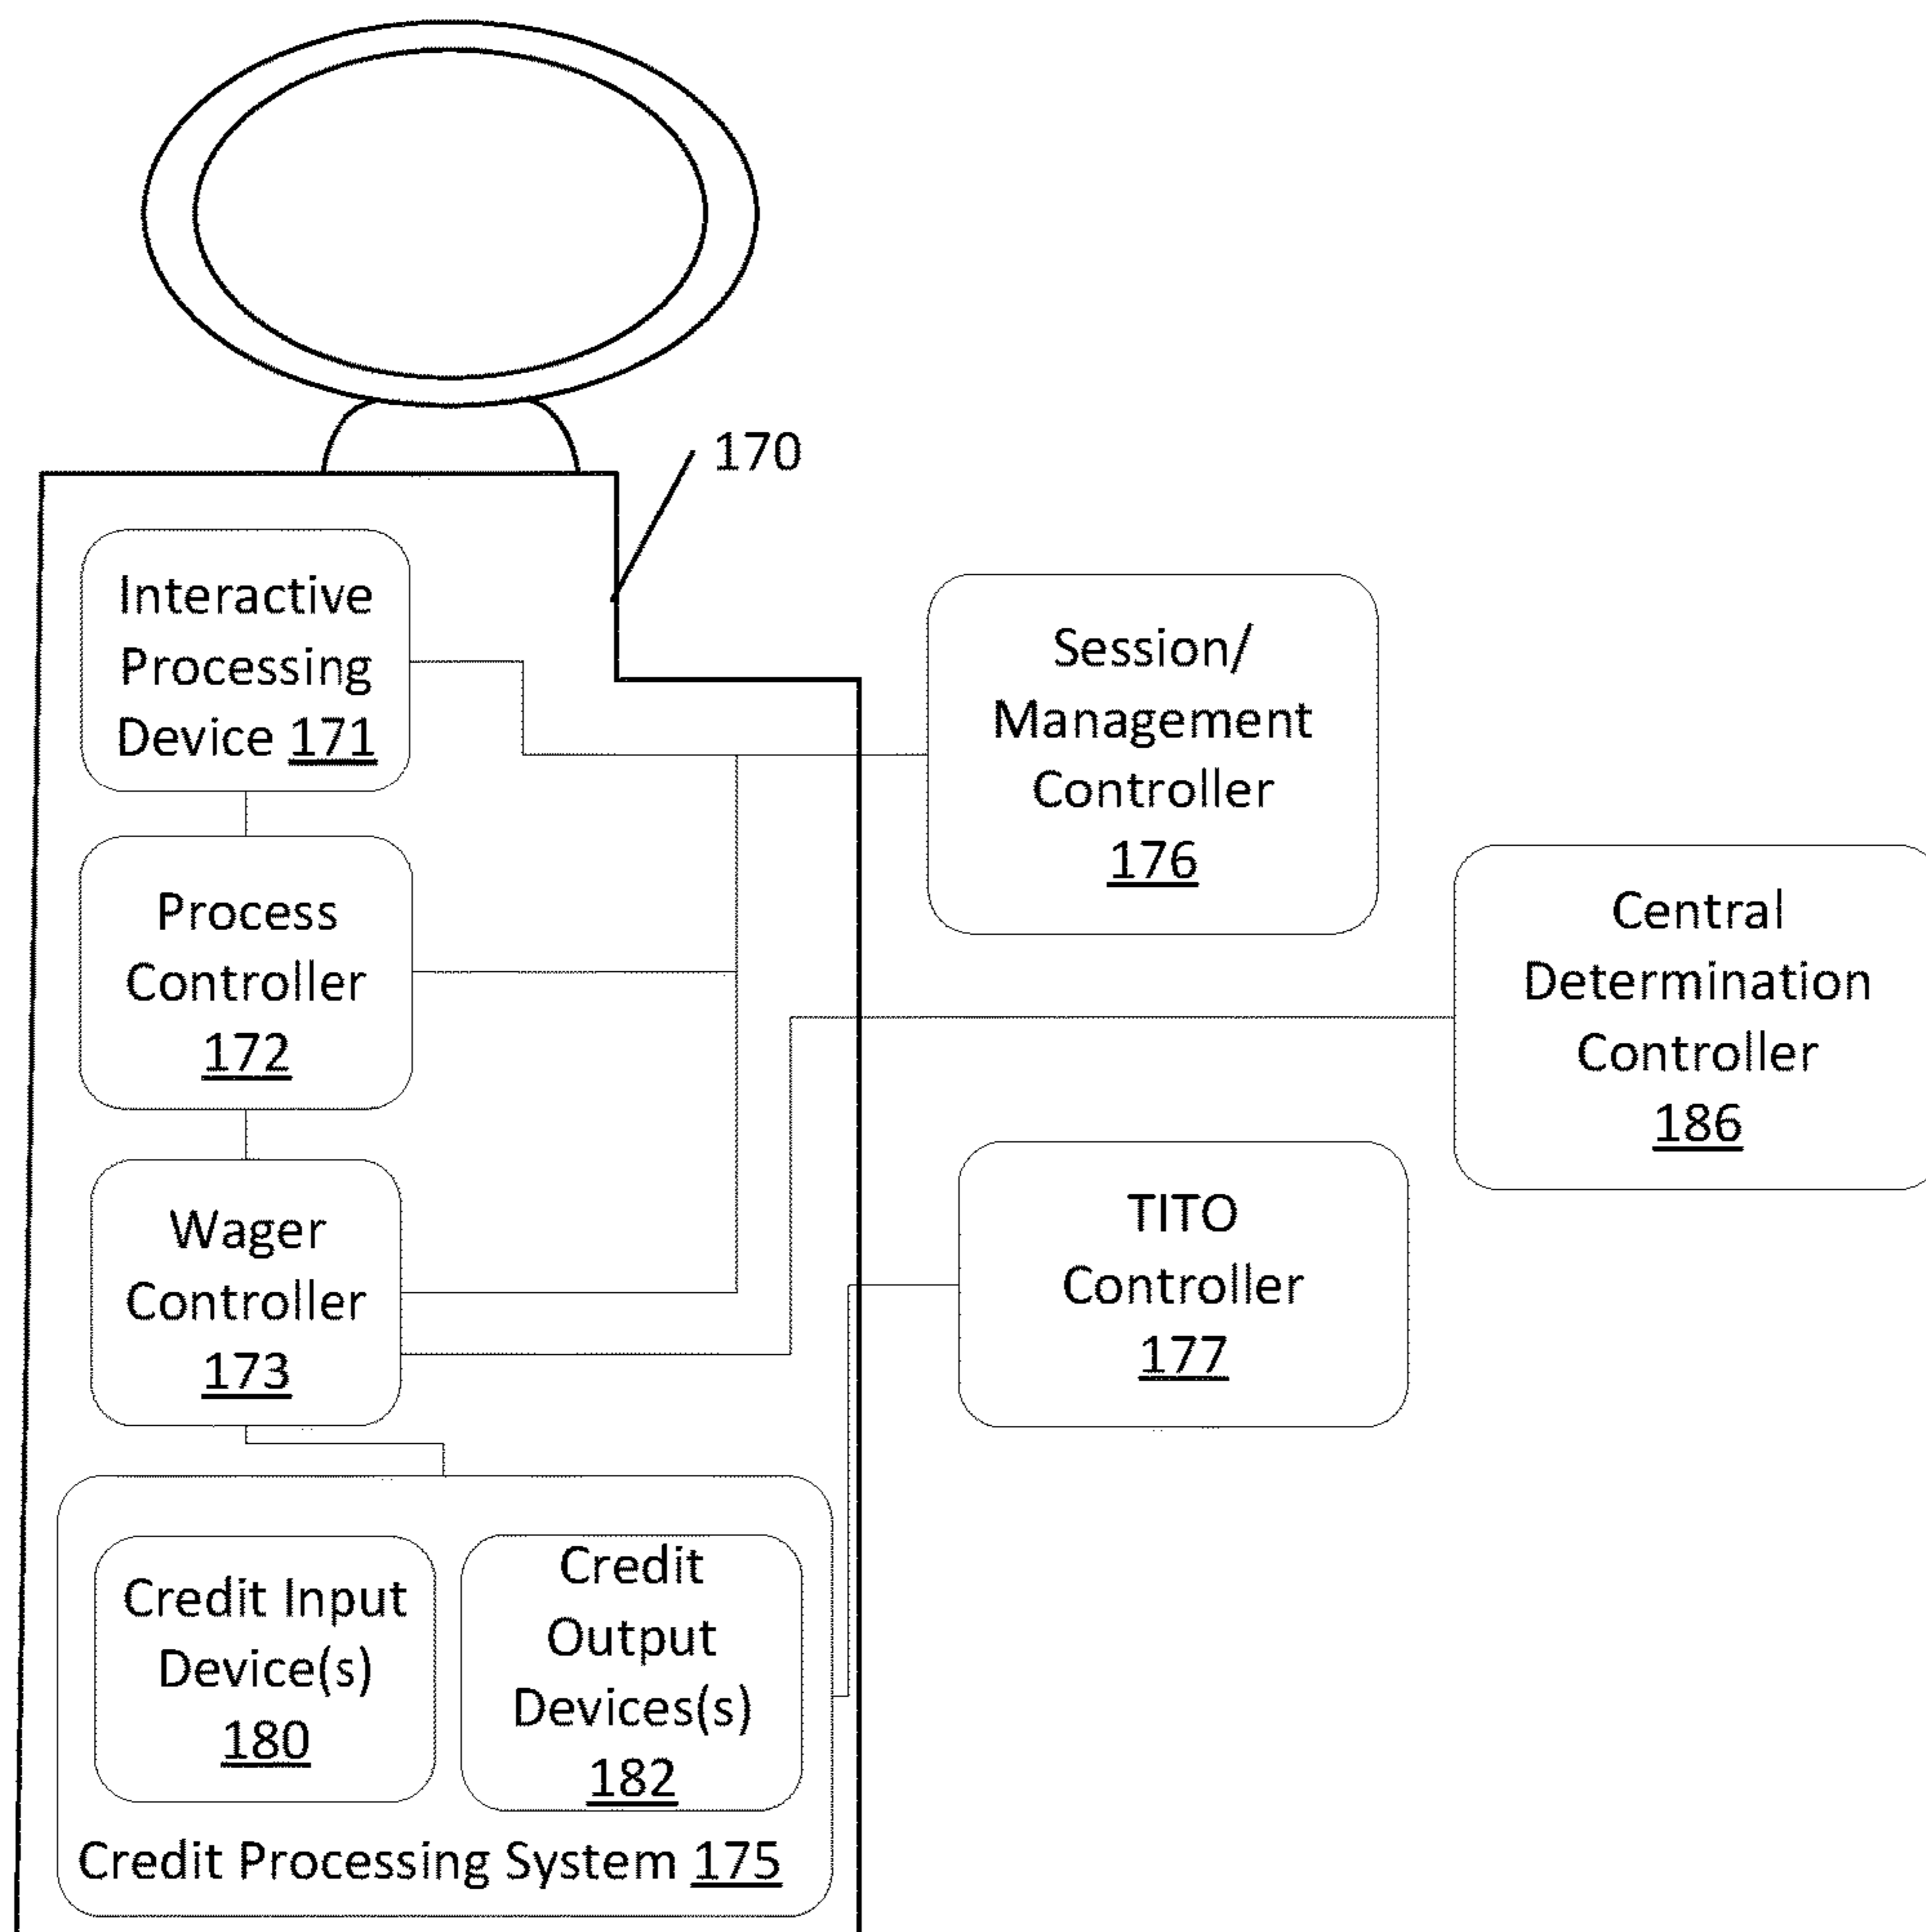 170
Interactive
Processing
Device 171
Session/
Management
Controller
176
Process
Controller
172
Central
Determination
Controller
186
Wager
Controller
173
TITO
Controller
177
Credit Input
Device(s)
180
Credit
Output
Devices(s)
182
Credit Processing System 175